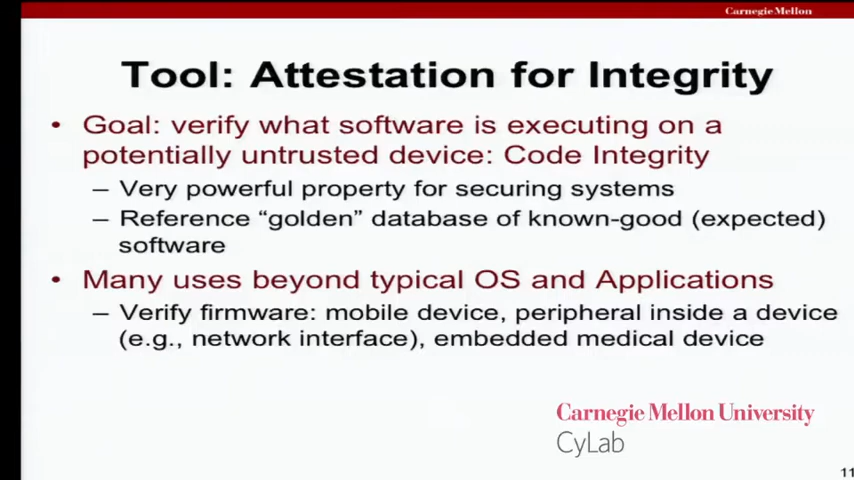 Carnegie Mellon
Tool: Attestation for Integrity
• Goal: verify what software is executing on a
potentially untrusted device: Code Integrity
– Very powerful property for securing systems
– Reference “golden” database of known-good (expected)
software
• Many uses beyond typical OS and Applications
– Verify firmware: mobile device, peripheral inside a device
(e.g., network interface), embedded medical device
Carnegie Mellon University
CyLab
11